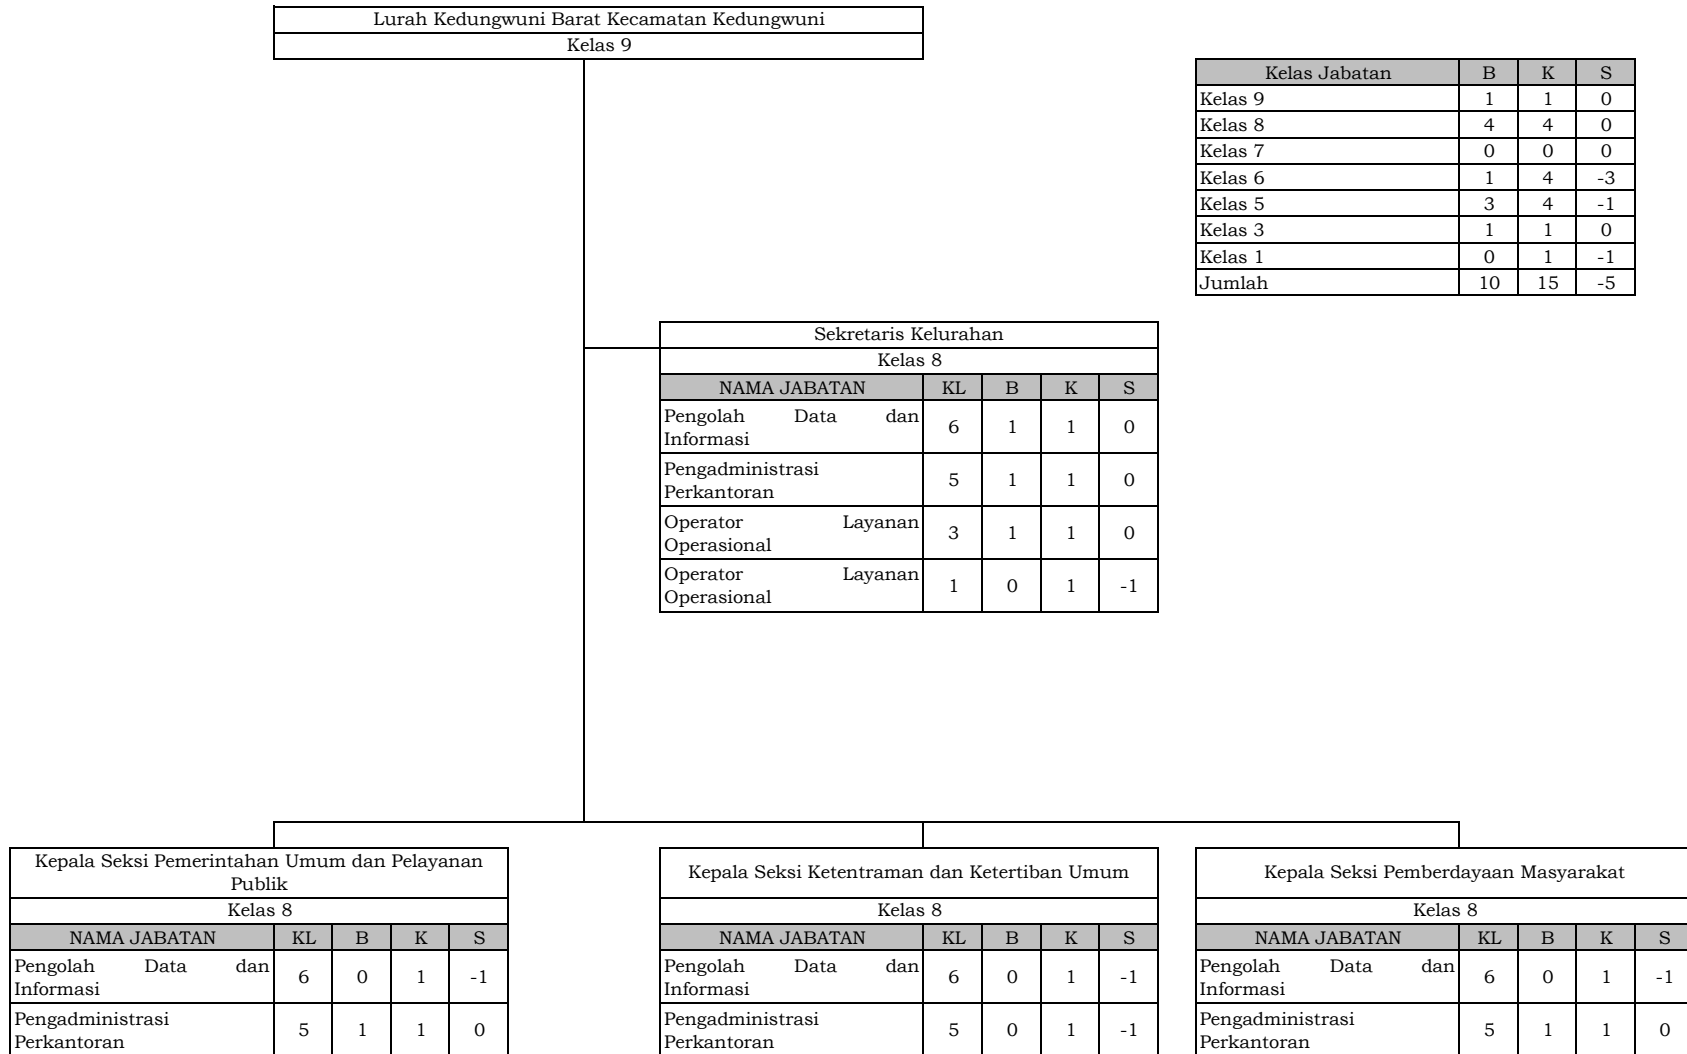 Lurah Kedungwuni Barat Kecamatan Kedungwuni
Kelas 9
Kelas Jabatan B K S
Kelas 9 1 1 0
Kelas 8 4 4 0
Kelas 7 0 0 0
Kelas 6 1 4 -3
Kelas 5 3 4 -1
Kelas 3 1 1 0
Kelas 1 0 1 -1
Jumlah 10 15 -5
Sekretaris Kelurahan
Kelas 8
NAMA JABATAN KL B K S
Pengolah Data dan
Informasi 6 1 1 0
Pengadministrasi
Perkantoran 5 1 1 0
Operator Layanan
Operasional 3 1 1 0
Operator Layanan
Operasional 1 0 1 -1
Kepala Seksi Pemerintahan Umum dan Pelayanan
Publik
Kelas 8
NAMA JABATAN KL B K S
Pengolah Data dan
Informasi 6 0 1 -1
Pengadministrasi
Perkantoran 5 1 1 0
Kepala Seksi Ketentraman dan Ketertiban Umum
Kelas 8
NAMA JABATAN KL B K S
Pengolah Data dan
Informasi 6 0 1 -1
Pengadministrasi
Perkantoran 5 0 1 -1
Kepala Seksi Pemberdayaan Masyarakat
Kelas 8
NAMA JABATAN KL B K S
Pengolah Data dan
Informasi 6 0 1 -1
Pengadministrasi
Perkantoran 5 1 1 0